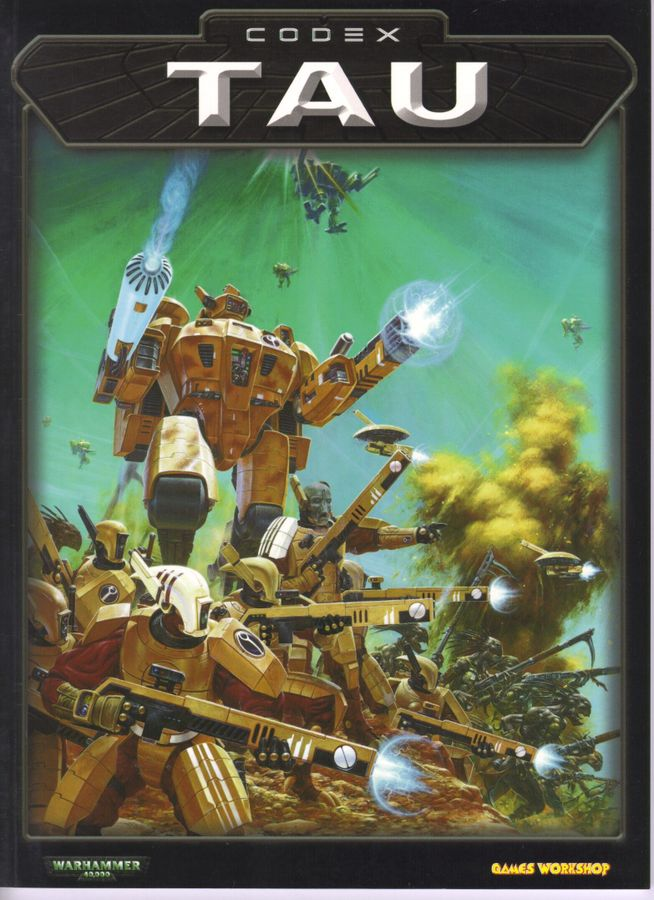 CODEX
TAU
WARHAMMER
40,000
GAMES WORKSHOP